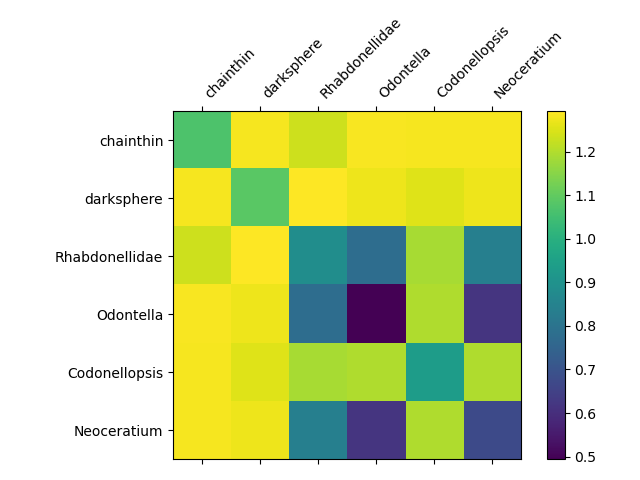 chainthin
darksphere
Rhabdonellidae
Odontella
Codonellopsis
Neoceratium
chainthin
darksphere
Rhabdonellidae
Odontella
Codonellopsis
Neoceratium
1.2
1.1
1.0
0.9
0.8
0.7
0.6
0.5